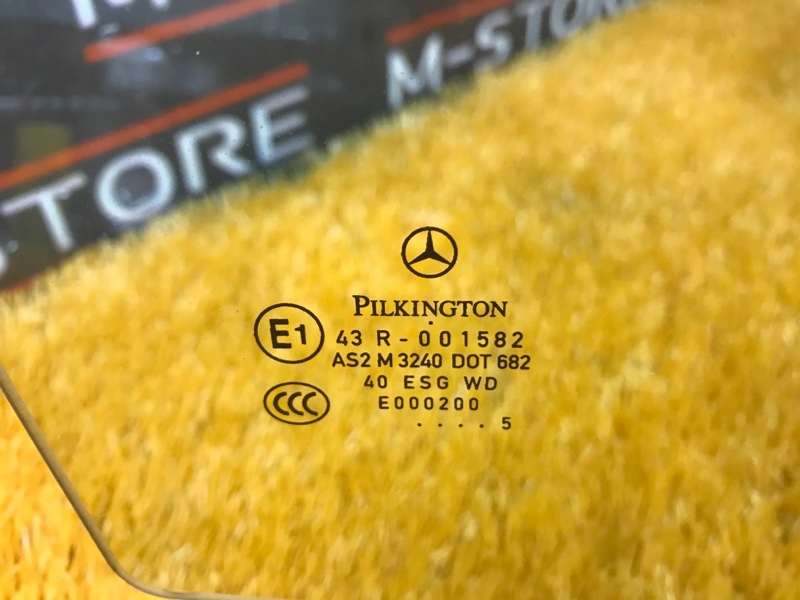 M-STORE
STORE
PILKINGTON
E1
43 R - 001582
AS2 M 3240 DOT 682
40 ESG WD
CCC
E000200
. . . . 5